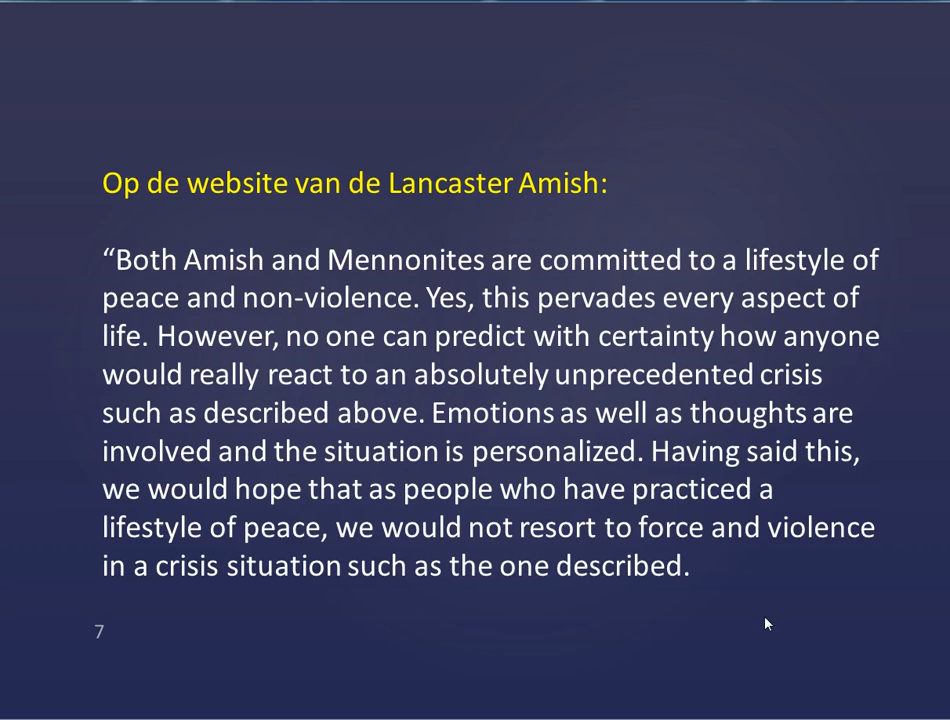 Op de website van de Lancaster Amish:
“Both Amish and Mennonites are committed to a lifestyle of
peace and non-violence. Yes, this pervades every aspect of
life. However, no one can predict with certainty how anyone
would really react to an absolutely unprecedented crisis
such as described above. Emotions as well as thoughts are
involved and the situation is personalized. Having said this,
we would hope that as people who have practiced a
lifestyle of peace, we would not resort to force and violence
in a crisis situation such as the one described.
7